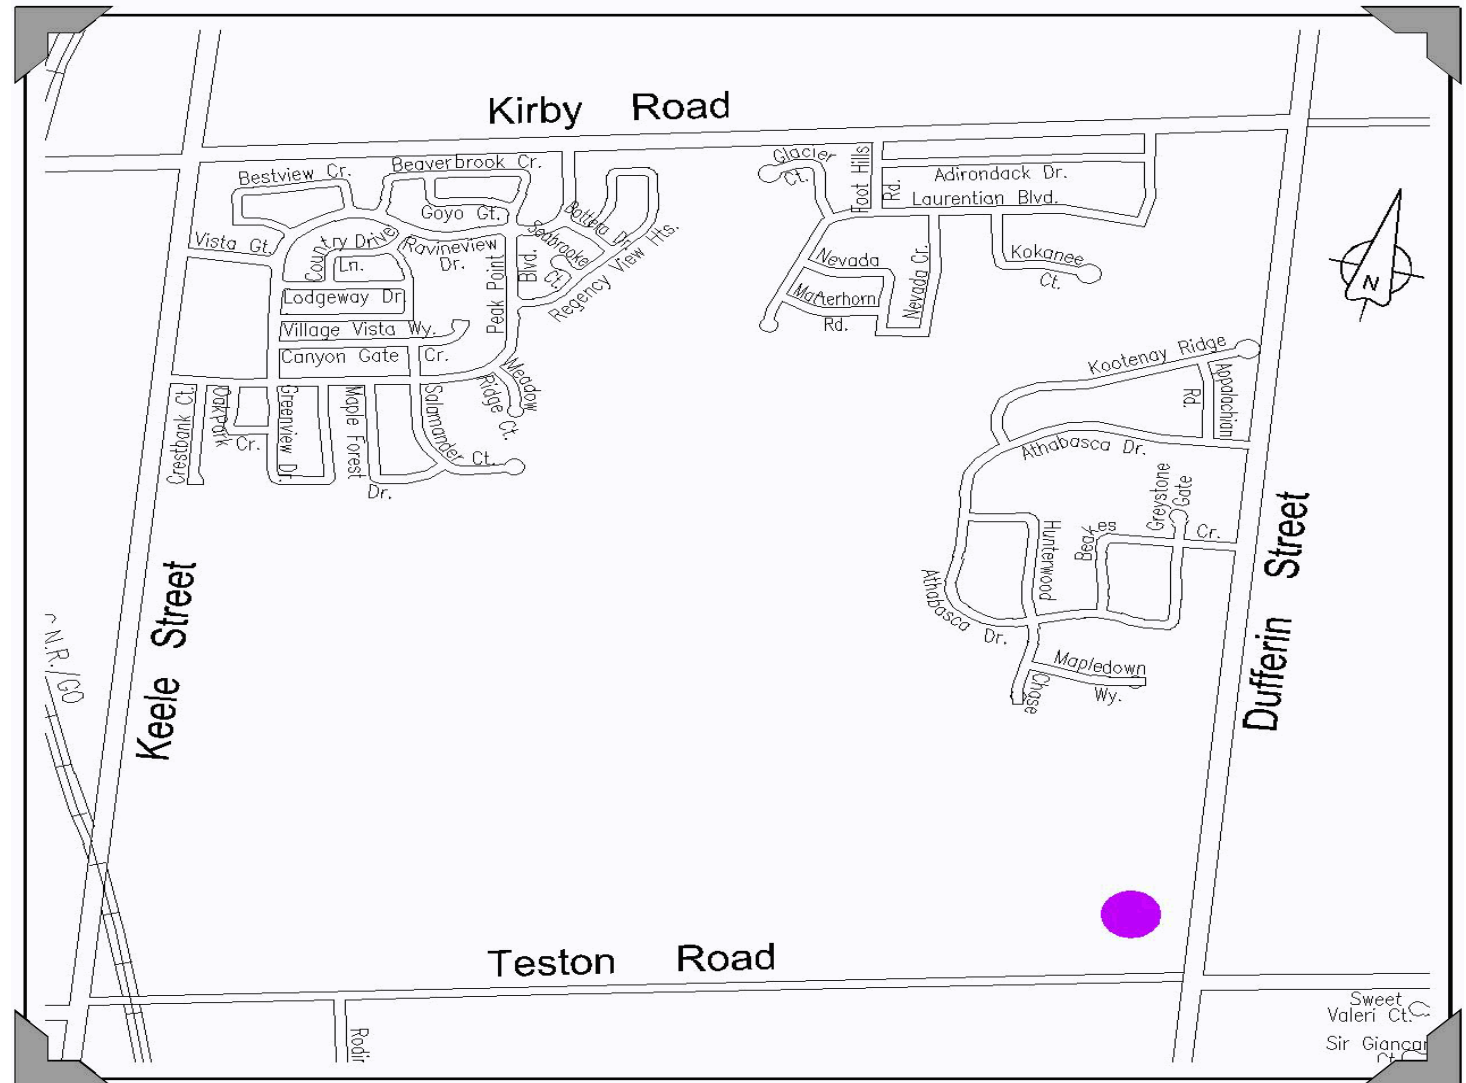 Kirby Road
Bestview Cr.
Beaverbrook Cr.
Goyo Gt.
Vista Gt.
Country Drive
Ln.
Ravineview
Dr.
Lodgeway Dr.
Village Vista Wy.
Canyon Gate Cr.
Peak Point
Blvd.
Seabrooke
Ct.
Bottero Dr.
Regency View Hts.
Meadow
Ridge Ct.
Crestbank Ct.
Oakpark
Cr.
Greenview Dr.
Maple Forest
Dr.
Salamander Ct.
Glacier
Ct.
Foot Hills
Rd.
Adirondack Dr.
Laurentian Blvd.
Nevada
Nevada Cr.
Matterhorn
Rd.
Kokanee
Ct.
N
Kootenay Ridge
Appalachian
Rd.
Athabasca Dr.
Greystone
Gate
Beakes
Cr.
Hunterwood
Chase
Athabasca Dr.
Mapledown
Wy.
Keele Street
Dufferin Street
N.R./GO
Teston Road
Rodir
Sweet
Valeri Ct.
Sir Giancar
Ct.